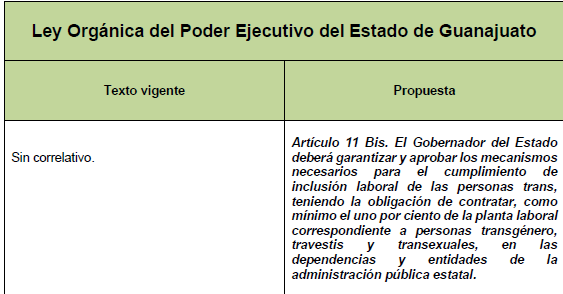 Ley Orgánica del Poder Ejecutivo del Estado de Guanajuato
Texto vigente
Propuesta
Sin correlativo.
Artículo 11 Bis. El Gobernador del Estado
deberá garantizar y aprobar los mecanismos
necesarios para el cumplimiento de
inclusión laboral de las personas trans,
teniendo la obligación de contratar, como
mínimo el uno por ciento de la planta laboral
correspondiente a personas transgénero,
travestis y transexuales, en las
dependencias y entidades de la
administración pública estatal.